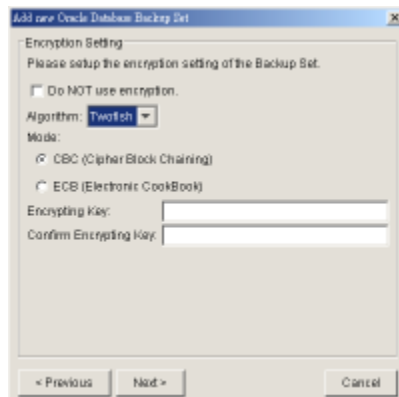 Add new Oracle Database Backup Set
Encryption Setting
Please setup the encryption setting of the Backup Set.
Do NOT use encryption.
Algorithm: Twofish
Mode:
CBC (Cipher Block Chaining)
ECB (Electronic CookBook)
Encrypting Key:
Confirm Encrypting Key:
< Previous Next > Cancel